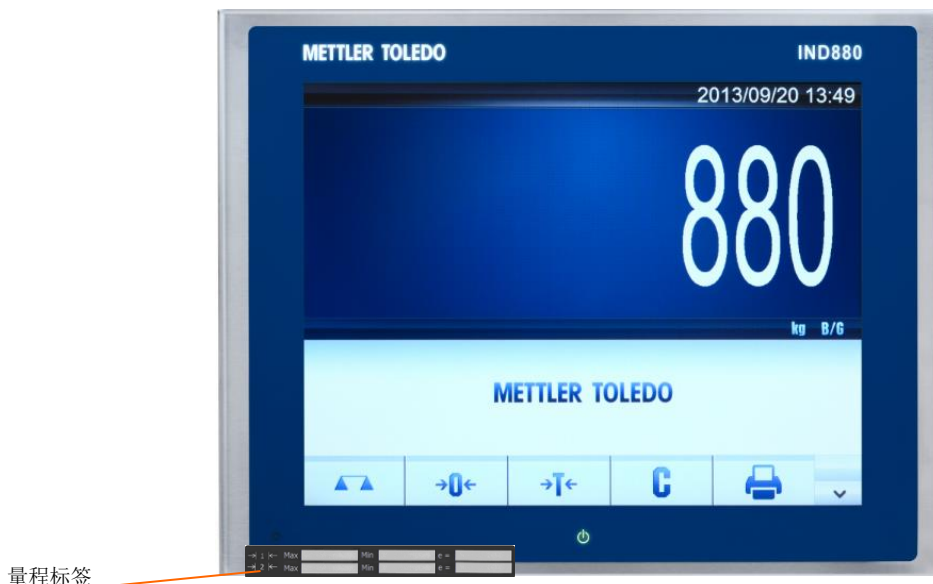 METTLER TOLEDO IND880
2013/09/20 13:49
880
kg B/G
METTLER TOLEDO
→0← →T← C
→|1|← Max Min e =
→|2|← Max Min e =
量程标签